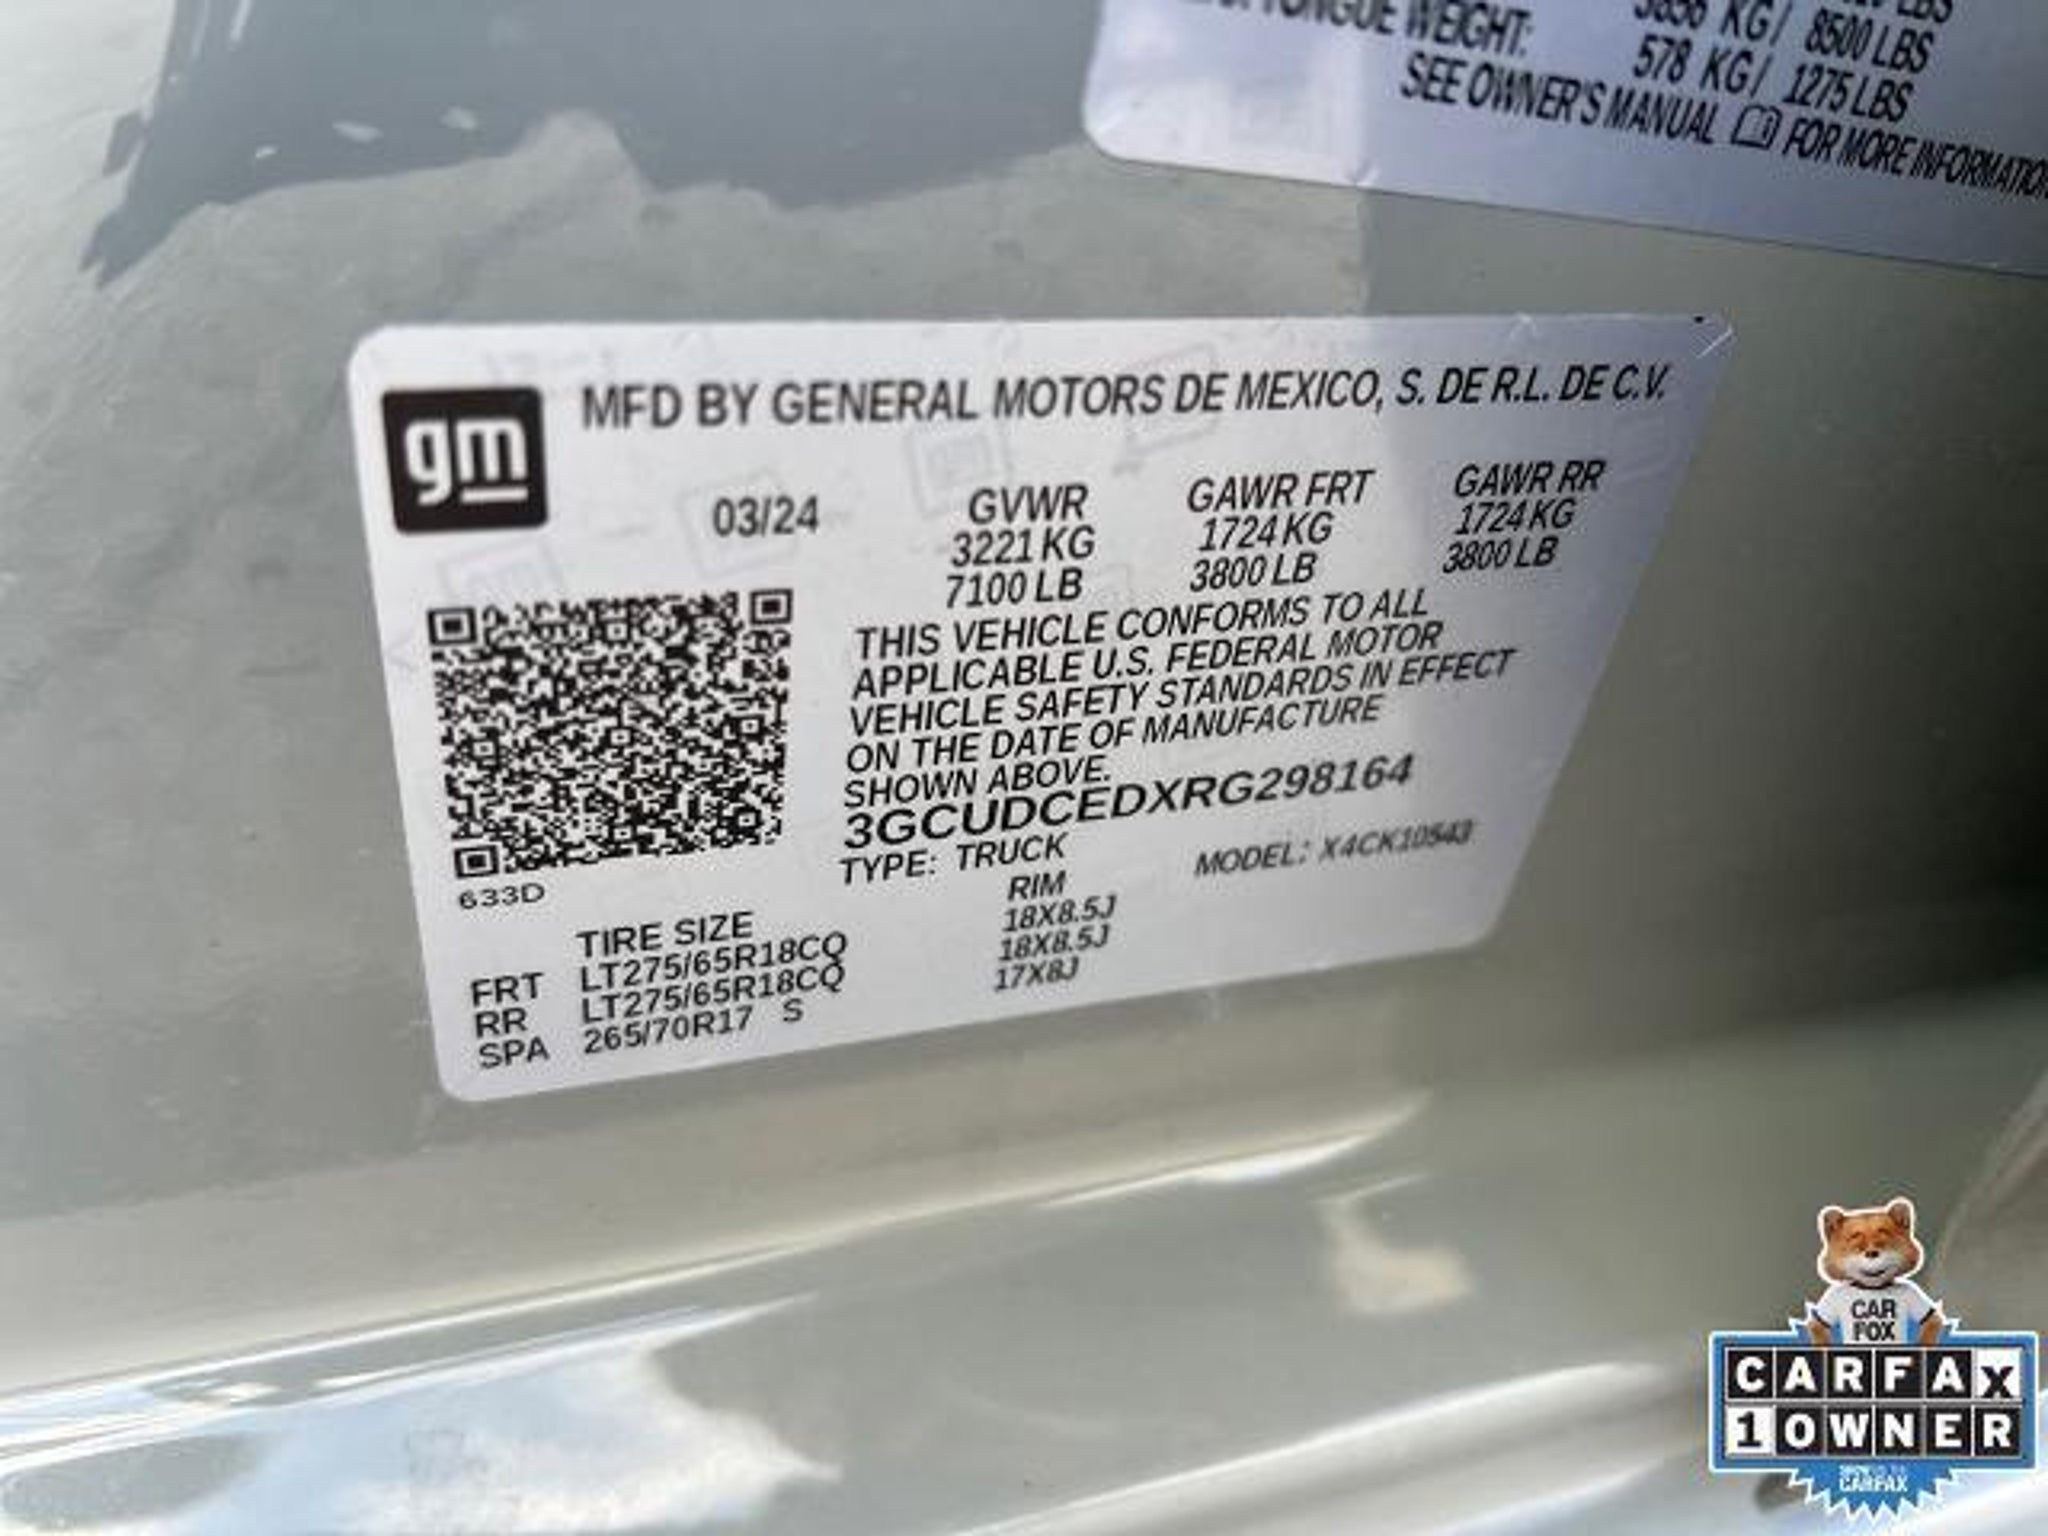 LBS
3856 KG/ 8500 LBS
TONGUE WEIGHT: 578 KG/ 1275 LBS
SEE OWNER'S MANUAL FOR MORE INFORMATION
gm
MFD BY GENERAL MOTORS DE MEXICO, S. DE R.L. DE C.V.
03/24 GVWR GAWR FRT GAWR RR
3221 KG 1724 KG 1724 KG
7100 LB 3800 LB 3800 LB
THIS VEHICLE CONFORMS TO ALL
APPLICABLE U.S. FEDERAL MOTOR
VEHICLE SAFETY STANDARDS IN EFFECT
ON THE DATE OF MANUFACTURE
SHOWN ABOVE.
3GCUDCEDXRG298164
TYPE: TRUCK MODEL: X4CK10543
633D
TIRE SIZE RIM
FRT LT275/65R18CQ 18X8.5J
RR LT275/65R18CQ 18X8.5J
SPA 265/70R17 S 17X8J
CAR
FOX
CARFAX
1 OWNER
CARFAX